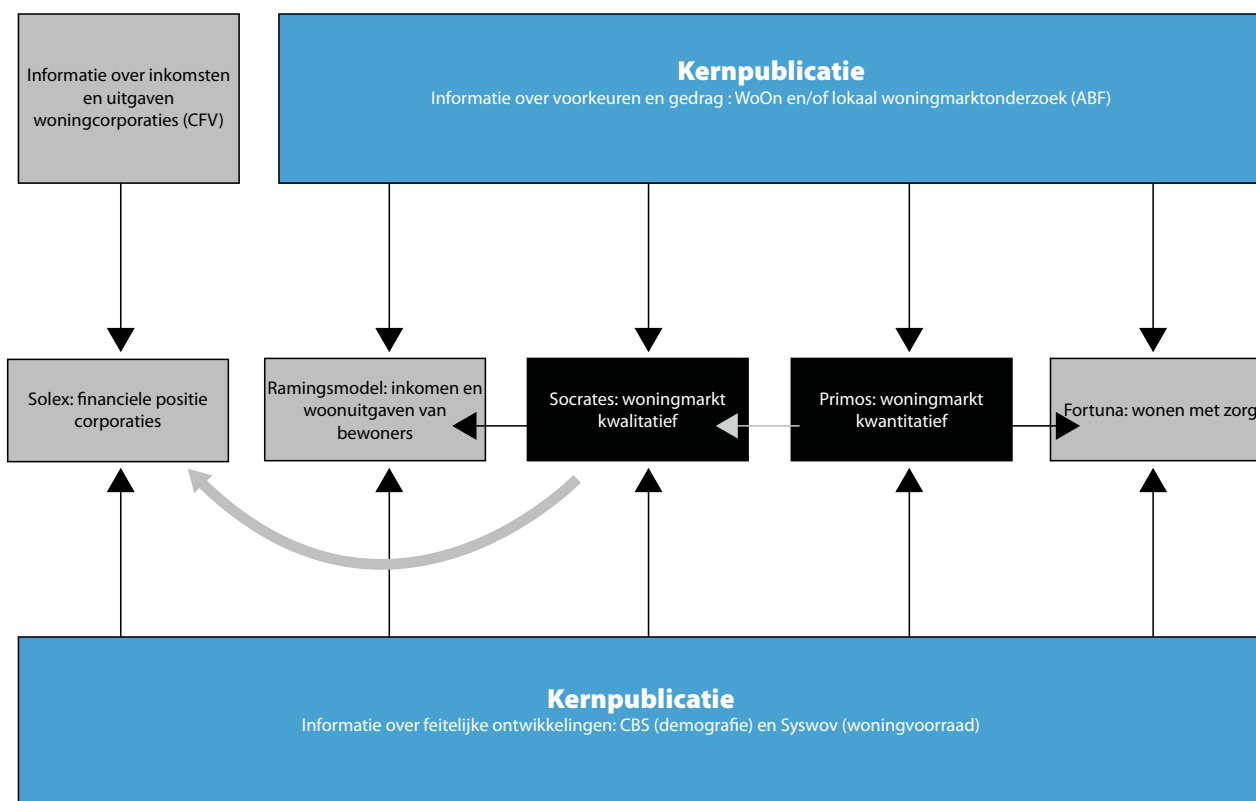 Informatie over inkomsten
en uitgaven
woningcorporaties (CFV)
Kernpublicatie
Informatie over voorkeuren en gedrag : WoOn en/of lokaal woningmarktonderzoek (ABF)
Solex: financiele positie
corporaties
Ramingsmodel: inkomen en
woonuitgaven van
bewoners
Socrates: woningmarkt
kwalitatief
Primos: woningmarkt
kwantitatief
Fortuna: wonen met zorg
Kernpublicatie
Informatie over feitelijke ontwikkelingen: CBS (demografie) en Syswov (woningvoorraad)